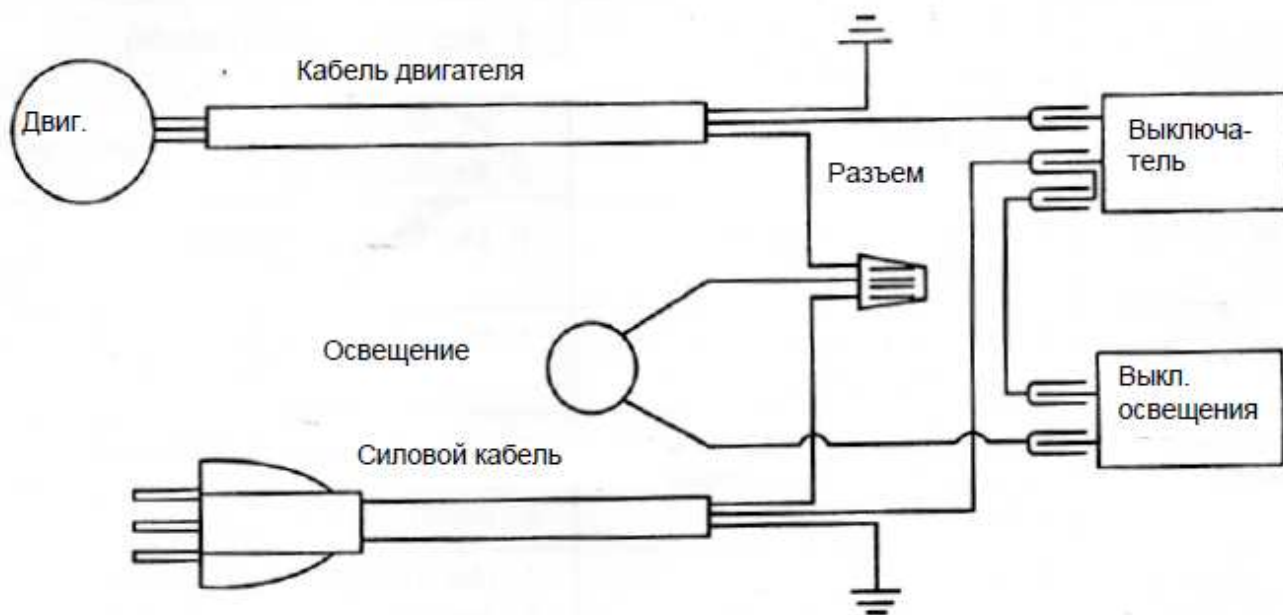 Кабель двигателя
Двиг.
Выключа-
тель
Разъем
Освещение
Выкл.
освещения
Силовой кабель